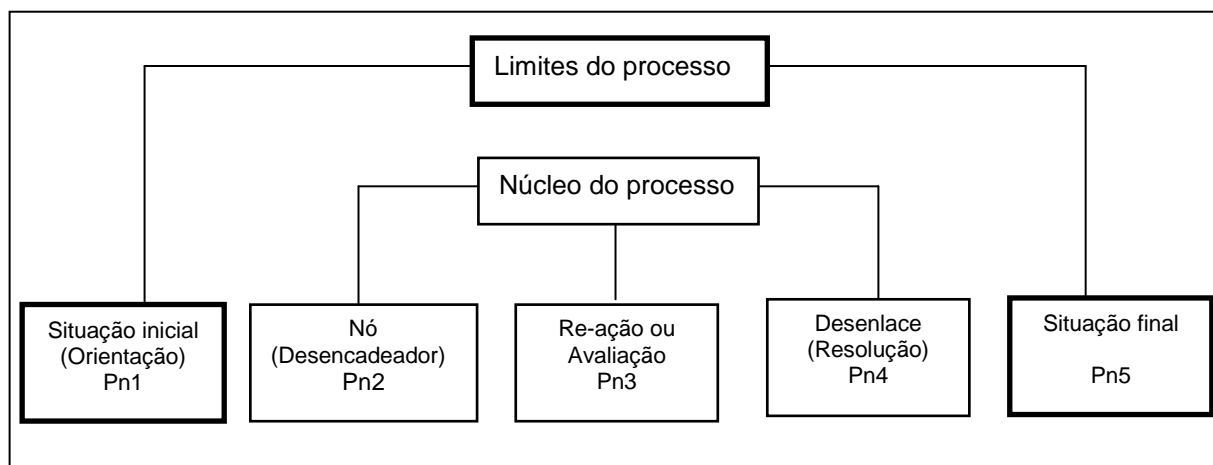 Limites do processo
Núcleo do processo
Situação inicial
(Orientação)
Pn1
Nó
(Desencadeador)
Pn2
Re-ação ou
Avaliação
Pn3
Desenlace
(Resolução)
Pn4
Situação final
Pn5